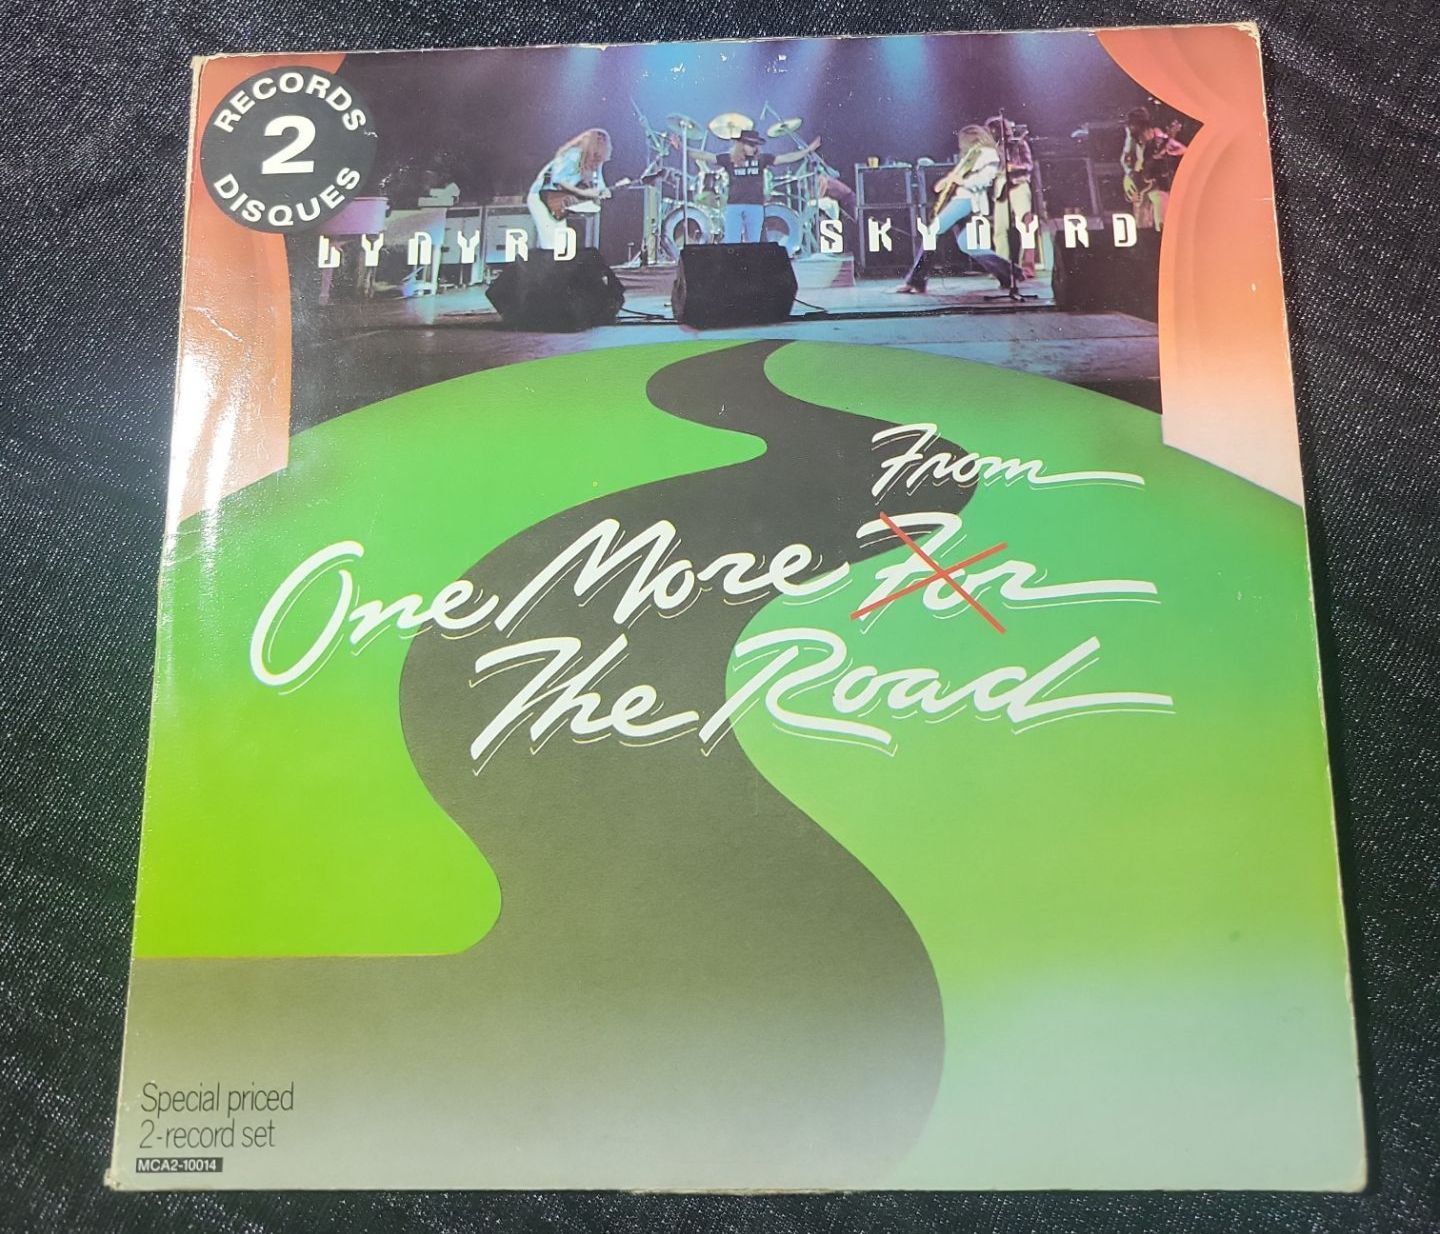 RECORDS
2
DISQUES
LYNYRD SKYNYRD
From
One More For
The Road
Special priced
2-record set
MCA2-10014